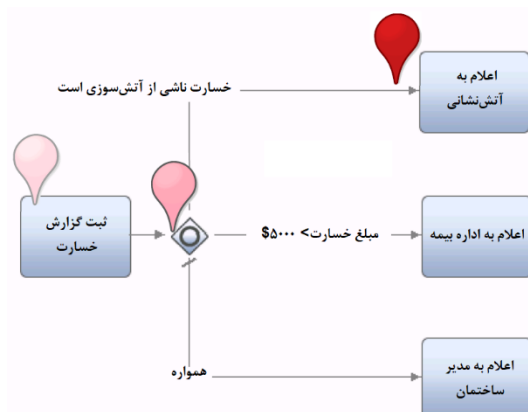 اعلام به
آتش‌نشانی
خسارت ناشی از آتش‌سوزی است
ثبت گزارش
خسارت
مبلغ خسارت> ۵۰۰۰$
اعلام به اداره بیمه
همواره
اعلام به مدیر
ساختمان